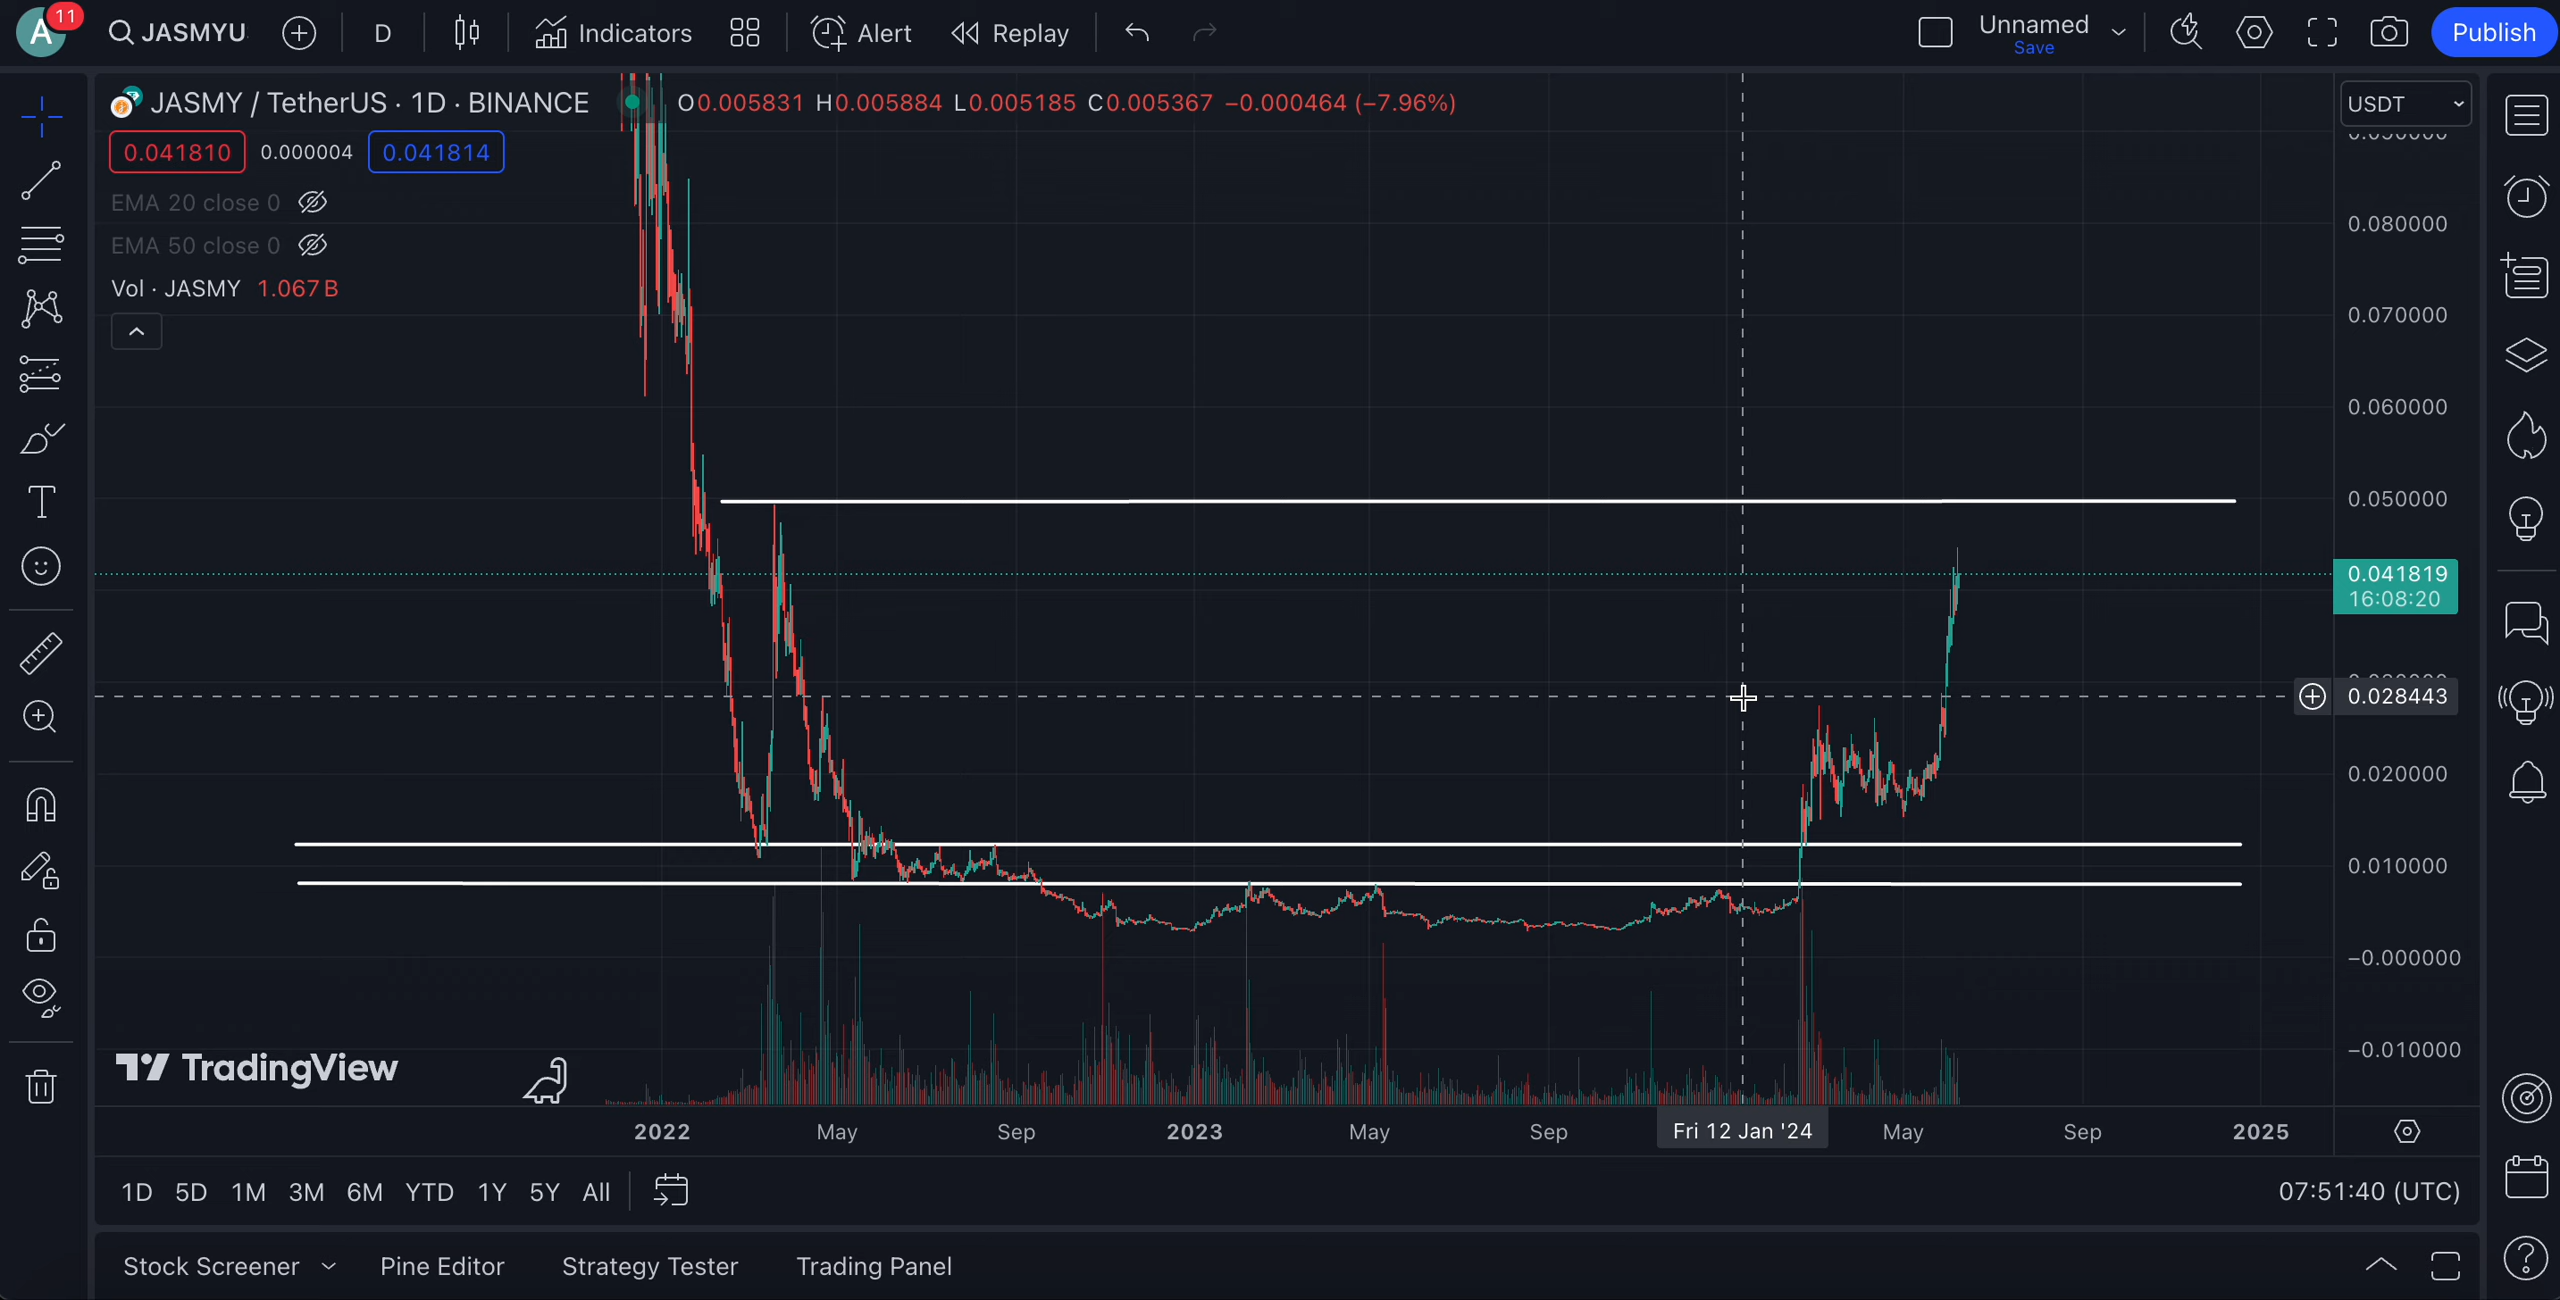 A 11 JASMYU D Indicators Alert Replay Unnamed Save Publish
JASMY / TetherUS · 1D · BINANCE O0.005831 H0.005884 L0.005185 C0.005367 −0.000464 (−7.96%) USDT
0.041810 0.000004 0.041814
EMA 20 close 0
EMA 50 close 0
Vol · JASMY 1.067B
0.080000
0.070000
0.060000
0.050000
0.041819
16:08:20
0.028443
0.020000
0.010000
−0.000000
−0.010000
TradingView
2022 May Sep 2023 May Sep Fri 12 Jan '24 May Sep 2025
1D 5D 1M 3M 6M YTD 1Y 5Y All 07:51:40 (UTC)
Stock Screener Pine Editor Strategy Tester Trading Panel